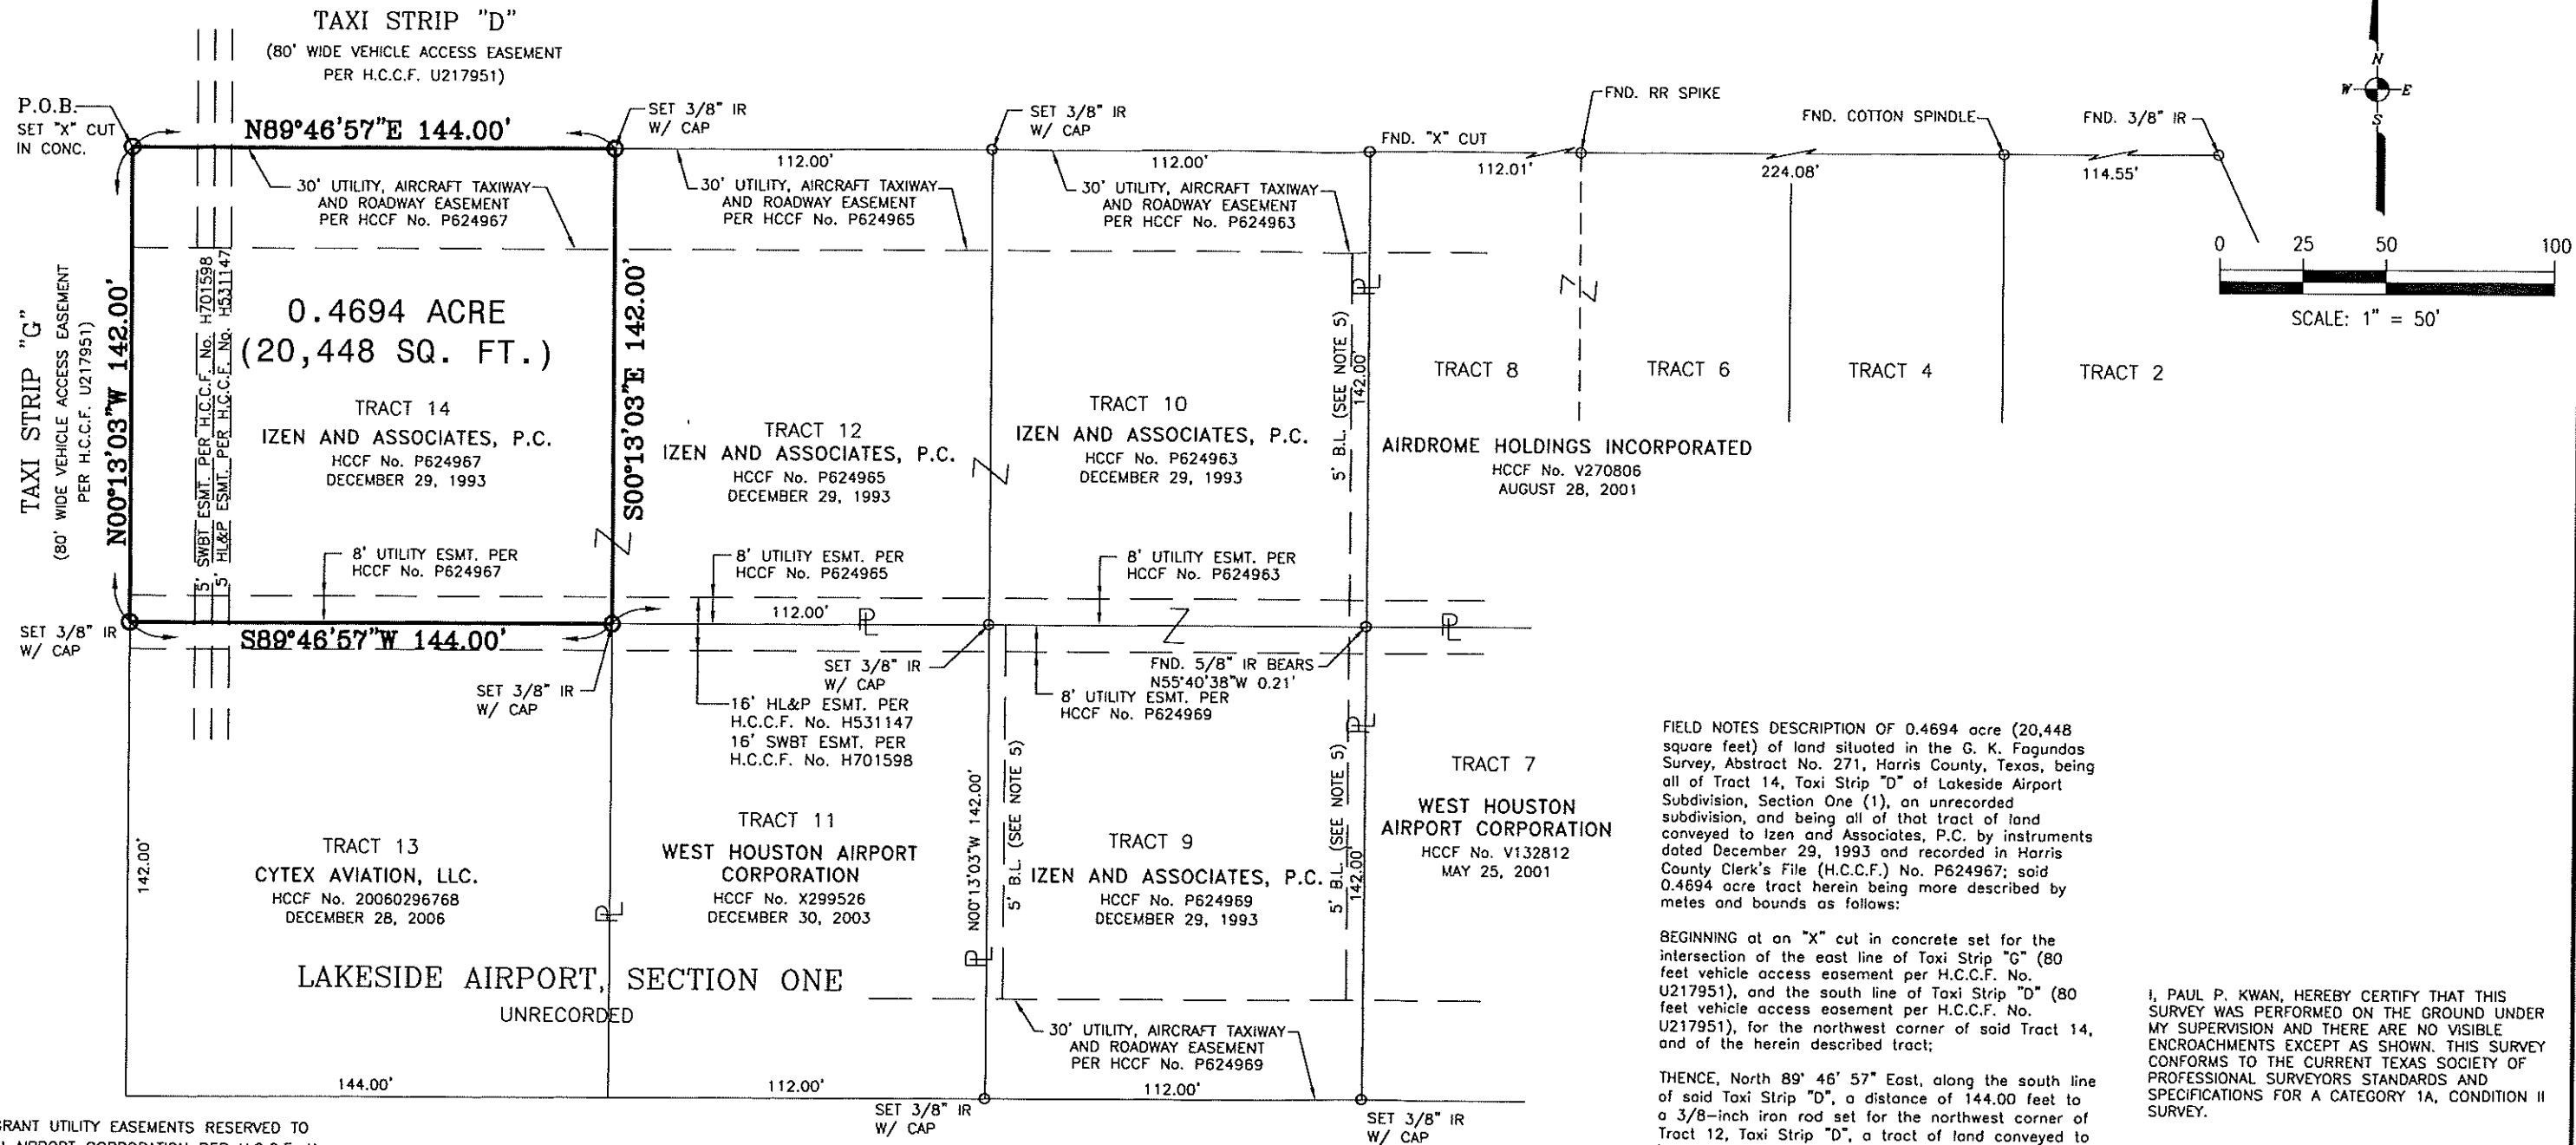 TAXI STRIP "D"
(80' WIDE VEHICLE ACCESS EASEMENT
PER H.C.C.F. U217951)
P.O.B.
SET "X" CUT
IN CONC.
N89°46'57"E 144.00'
SET 3/8" IR
W/ CAP
112.00'
SET 3/8" IR
W/ CAP
112.00'
FND. "X" CUT
112.01'
FND. RR SPIKE
224.08'
FND. COTTON SPINDLE
114.55'
FND. 3/8" IR
N
W
E
S
0 25 50 100
SCALE: 1" = 50'
30' UTILITY, AIRCRAFT TAXIWAY
AND ROADWAY EASEMENT
PER HCCF No. P624967
30' UTILITY, AIRCRAFT TAXIWAY
AND ROADWAY EASEMENT
PER HCCF No. P624965
30' UTILITY, AIRCRAFT TAXIWAY
AND ROADWAY EASEMENT
PER HCCF No. P624963
TAXI STRIP "G"
(80' WIDE VEHICLE ACCESS EASEMENT
PER H.C.C.F. U217951)
N00°13'03"W 142.00'
5' SWBT ESMT. PER H.C.C.F. No. H701598
5' HL&P ESMT. PER H.C.C.F. No. H531147
0.4694 ACRE
(20,448 SQ. FT.)
TRACT 14
IZEN AND ASSOCIATES, P.C.
HCCF No. P624967
DECEMBER 29, 1993
S00°13'03"E 142.00'
TRACT 12
IZEN AND ASSOCIATES, P.C.
HCCF No. P624965
DECEMBER 29, 1993
TRACT 10
IZEN AND ASSOCIATES, P.C.
HCCF No. P624963
DECEMBER 29, 1993
5' B.L. (SEE NOTE 5)
142.00'
TRACT 8
TRACT 6
TRACT 4
TRACT 2
AIRDROME HOLDINGS INCORPORATED
HCCF No. V270806
AUGUST 28, 2001
8' UTILITY ESMT. PER
HCCF No. P624967
8' UTILITY ESMT. PER
HCCF No. P624965
8' UTILITY ESMT. PER
HCCF No. P624963
112.00'
SET 3/8" IR
W/ CAP
S89°46'57"W 144.00'
SET 3/8" IR
W/ CAP
SET 3/8" IR
W/ CAP
FND. 5/8" IR BEARS
N55°40'38"W 0.21'
8' UTILITY ESMT. PER
HCCF No. P624969
16' HL&P ESMT. PER
H.C.C.F. No. H531147
16' SWBT ESMT. PER
H.C.C.F. No. H701598
142.00'
TRACT 13
CYTEX AVIATION, LLC.
HCCF No. 20060296768
DECEMBER 28, 2006
TRACT 11
WEST HOUSTON AIRPORT
CORPORATION
HCCF No. X299526
DECEMBER 30, 2003
N00°13'03"W 142.00'
5' B.L. (SEE NOTE 5)
TRACT 9
IZEN AND ASSOCIATES, P.C.
HCCF No. P624969
DECEMBER 29, 1993
5' B.L. (SEE NOTE 5)
142.00'
TRACT 7
WEST HOUSTON
AIRPORT CORPORATION
HCCF No. V132812
MAY 25, 2001
LAKESIDE AIRPORT, SECTION ONE
UNRECORDED
30' UTILITY, AIRCRAFT TAXIWAY
AND ROADWAY EASEMENT
PER HCCF No. P624969
144.00'
112.00'
112.00'
SET 3/8" IR
W/ CAP
SET 3/8" IR
W/ CAP
GRANT UTILITY EASEMENTS RESERVED TO
AIRPORT CORPORATION PER H.C.C.F.
FIELD NOTES DESCRIPTION OF 0.4694 acre (20,448
square feet) of land situated in the G. K. Fagundas
Survey, Abstract No. 271, Harris County, Texas, being
all of Tract 14, Taxi Strip "D" of Lakeside Airport
Subdivision, Section One (1), an unrecorded
subdivision, and being all of that tract of land
conveyed to Izen and Associates, P.C. by instruments
dated December 29, 1993 and recorded in Harris
County Clerk's File (H.C.C.F.) No. P624967; said
0.4694 acre tract herein being more described by
metes and bounds as follows:
BEGINNING at an "X" cut in concrete set for the
intersection of the east line of Taxi Strip "G" (80
feet vehicle access easement per H.C.C.F. No.
U217951), and the south line of Taxi Strip "D" (80
feet vehicle access easement per H.C.C.F. No.
U217951), for the northwest corner of said Tract 14,
and of the herein described tract;
THENCE, North 89° 46' 57" East, along the south line
of said Taxi Strip "D", a distance of 144.00 feet to
a 3/8-inch iron rod set for the northwest corner of
Tract 12, Taxi Strip "D", a tract of land conveyed to
I, PAUL P. KWAN, HEREBY CERTIFY THAT THIS
SURVEY WAS PERFORMED ON THE GROUND UNDER
MY SUPERVISION AND THERE ARE NO VISIBLE
ENCROACHMENTS EXCEPT AS SHOWN. THIS SURVEY
CONFORMS TO THE CURRENT TEXAS SOCIETY OF
PROFESSIONAL SURVEYORS STANDARDS AND
SPECIFICATIONS FOR A CATEGORY 1A, CONDITION II
SURVEY.